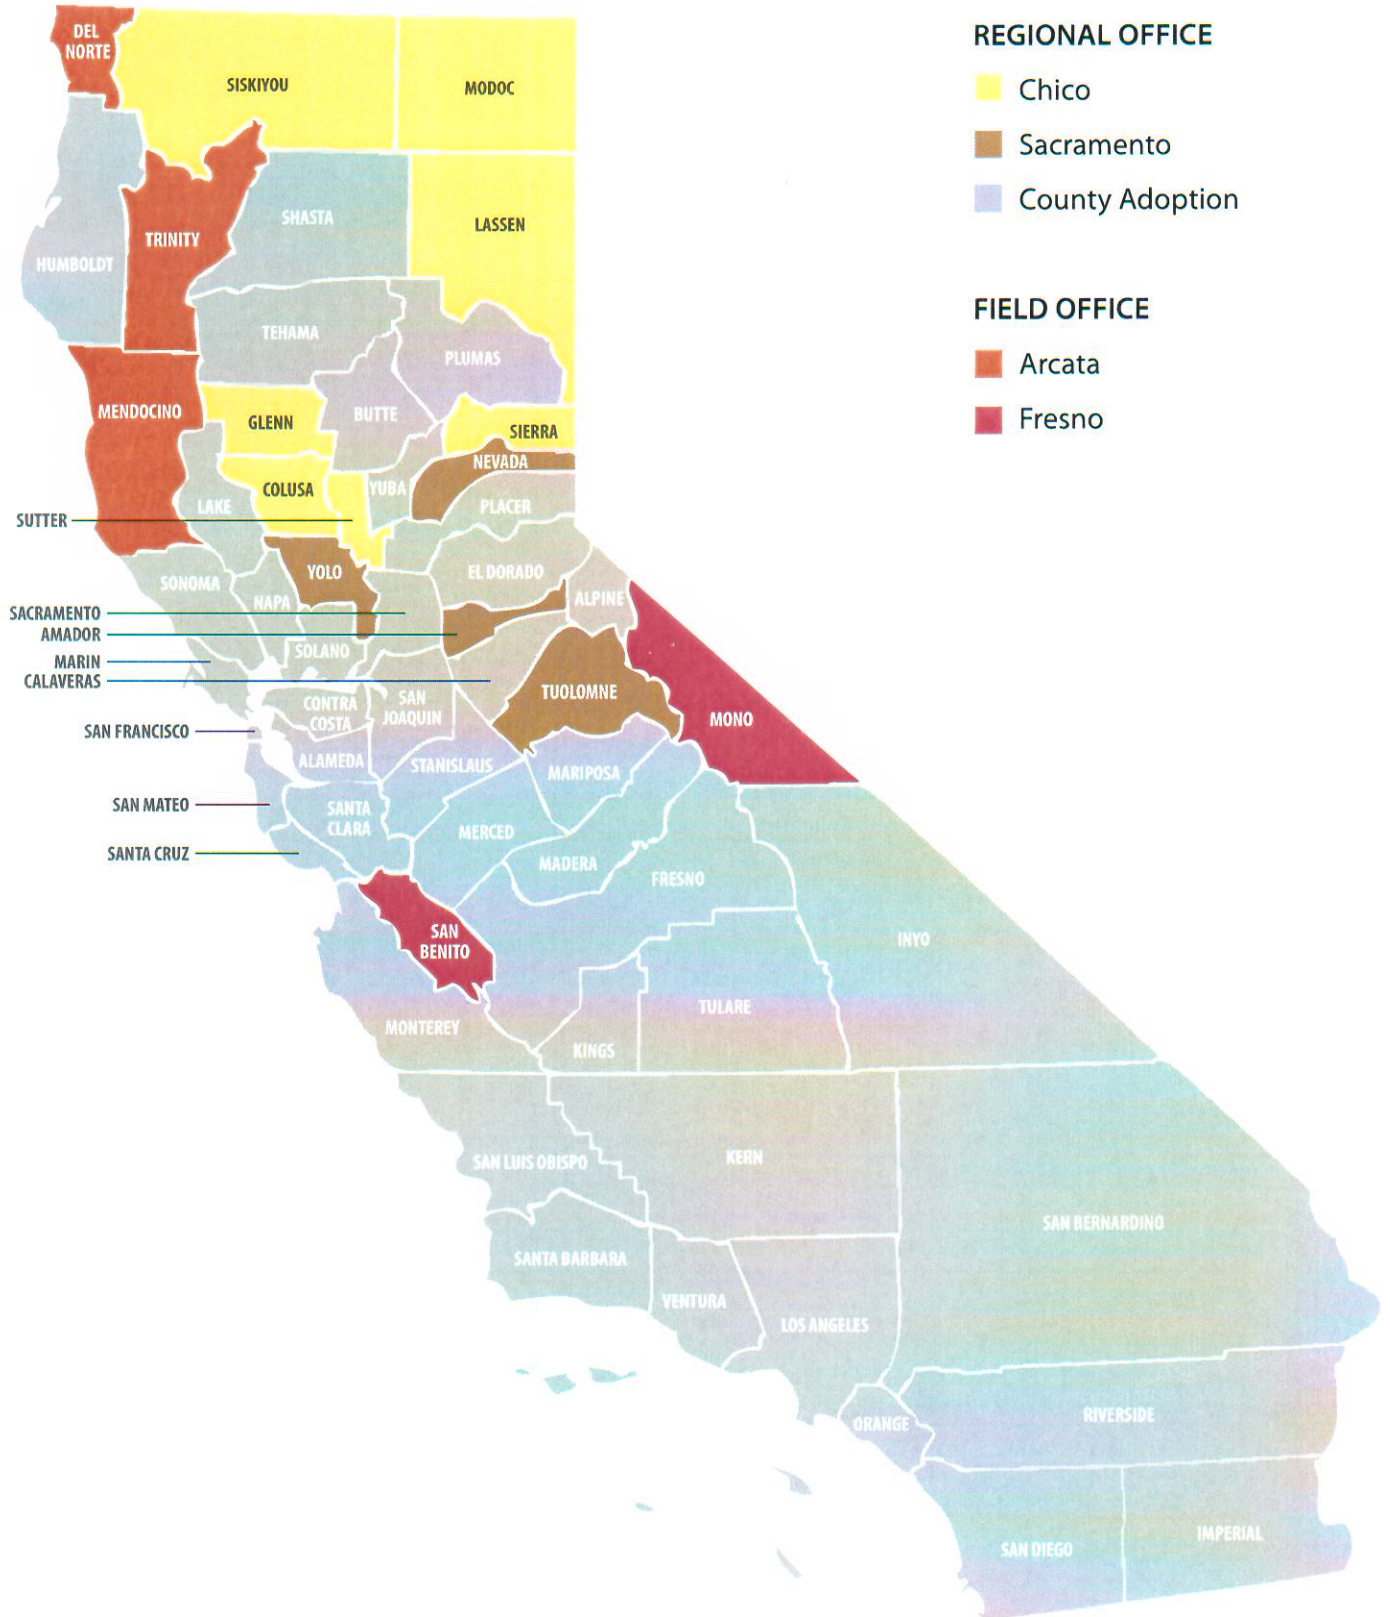 REGIONAL OFFICE
Chico
Sacramento
County Adoption
FIELD OFFICE
Arcata
Fresno
DEL
NORTE
SISKIYOU
MODOC
SHASTA
LASSEN
TRINITY
HUMBOLDT
TEHAMA
PLUMAS
MENDOCINO
GLENN
BUTTE
SIERRA
NEVADA
COLUSA
YUBA
LAKE
PLACER
SUTTER
YOLO
EL DORADO
SONOMA
NAPA
ALPINE
SACRAMENTO
AMADOR
SOLANO
MARIN
CALAVERAS
TUOLOMNE
CONTRA
COSTA
SAN
JOAQUIN
MONO
SAN FRANCISCO
ALAMEDA
STANISLAUS
MARIPOSA
SAN MATEO
SANTA
CLARA
MERCED
SANTA CRUZ
MADERA
FRESNO
SAN
BENITO
INYO
TULARE
MONTEREY
KINGS
SAN LUIS OBISPO
KERN
SAN BERNARDINO
SANTA BARBARA
VENTURA
LOS ANGELES
ORANGE
RIVERSIDE
SAN DIEGO
IMPERIAL